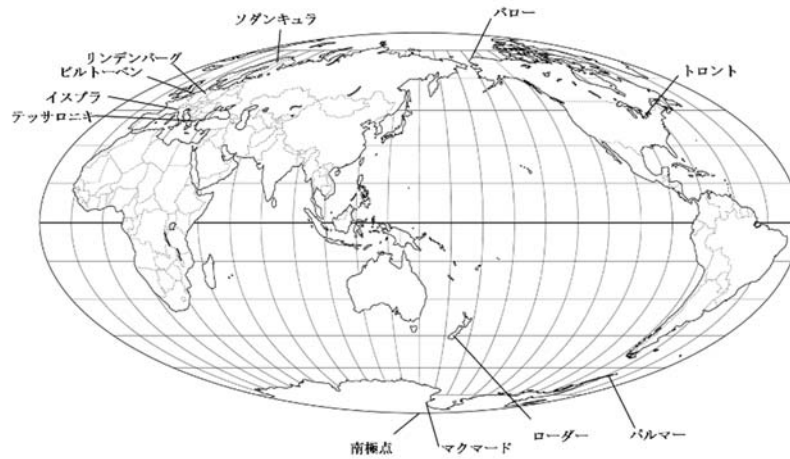 ソダンキュラ
バロー
リンデンバーグ
ビルトーベン
トロント
イスプラ
テッサロニキ
南極点
マクマード
ローダー
パルマー